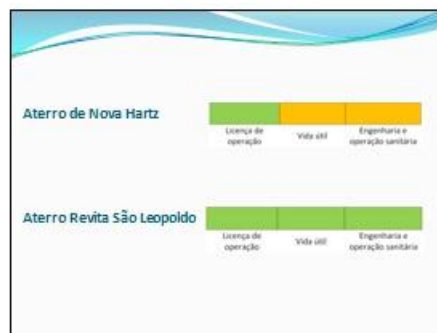 Aterro de Nova Hartz
Licença de
operação
Vida útil
Engenharia e
operação sanitária
Aterro Revita São Leopoldo
Licença de
operação
Vida útil
Engenharia e
operação sanitária